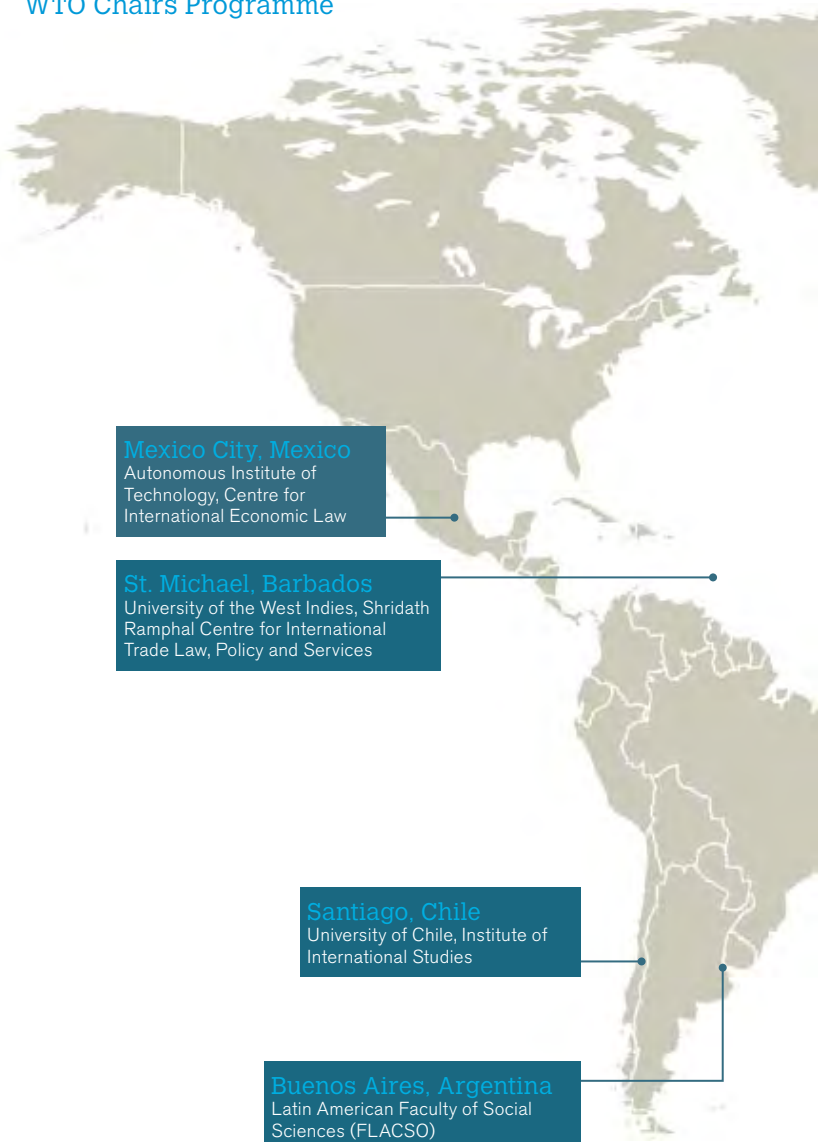 WTO Chairs Programme
Mexico City, Mexico
Autonomous Institute of
Technology, Centre for
International Economic Law
St. Michael, Barbados
University of the West Indies, Shridath
Ramphal Centre for International
Trade Law, Policy and Services
Santiago, Chile
University of Chile, Institute of
International Studies
Buenos Aires, Argentina
Latin American Faculty of Social
Sciences (FLACSO)